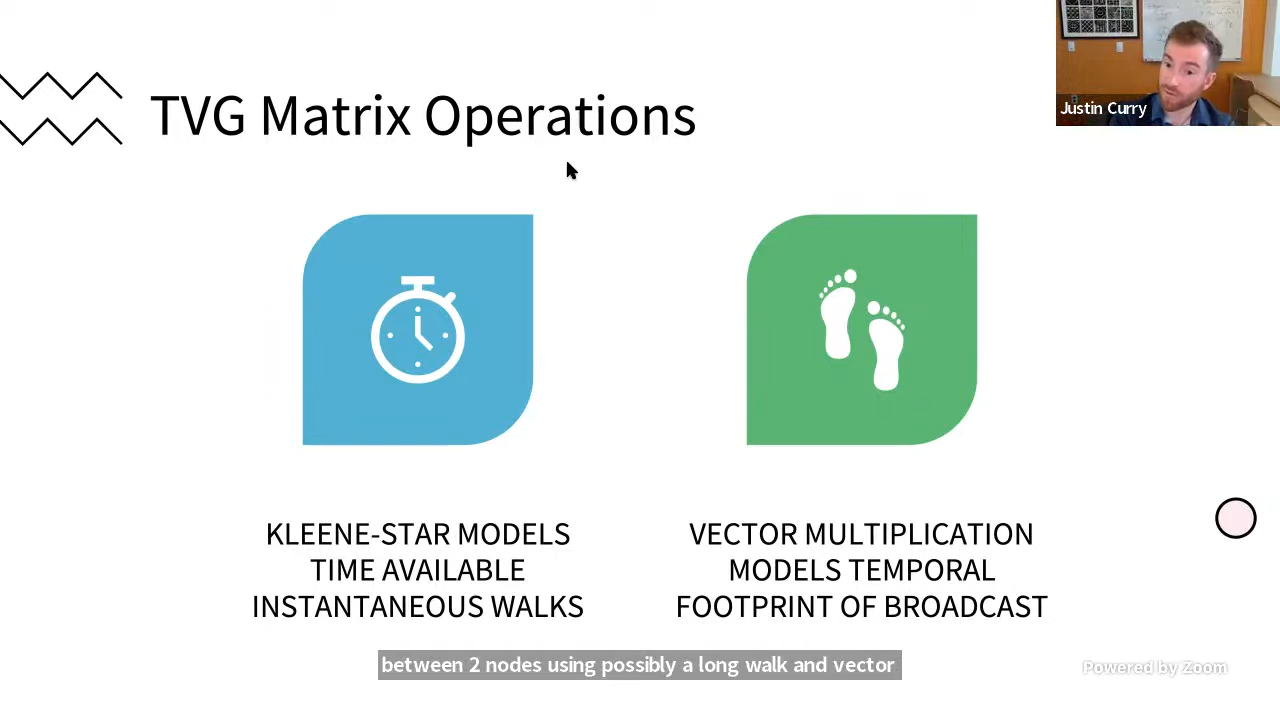 Justin Curry
TVG Matrix Operations
KLEENE-STAR MODELS
TIME AVAILABLE
INSTANTANEOUS WALKS
VECTOR MULTIPLICATION
MODELS TEMPORAL
FOOTPRINT OF BROADCAST
between 2 nodes using possibly a long walk and vector
Powered by Zoom